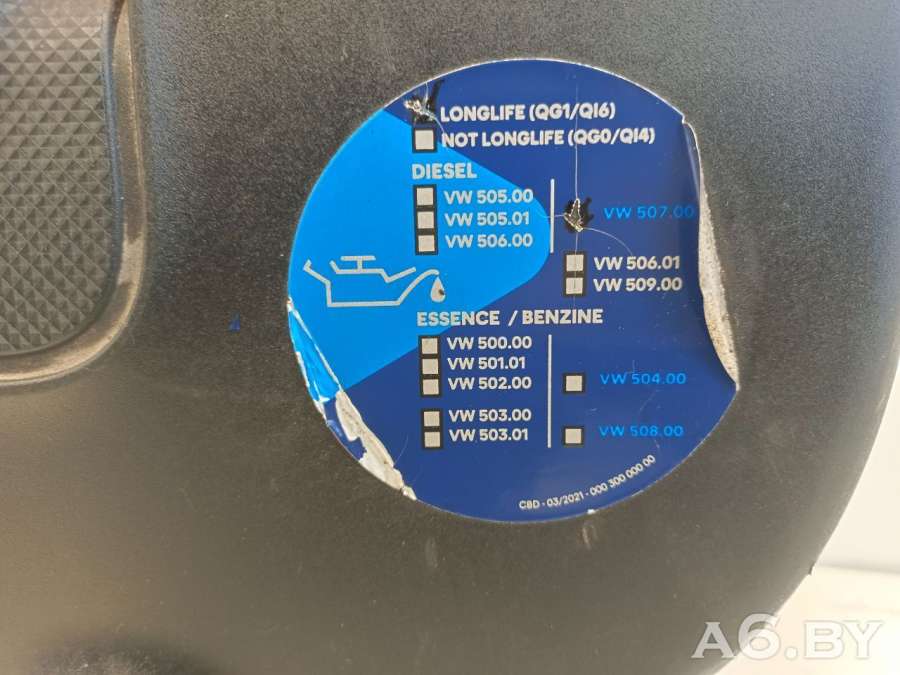 LONGLIFE (QG1/QI6)
NOT LONGLIFE (QG0/QI4)
DIESEL
VW 505.00
VW 505.01
VW 506.00
VW 507.00
VW 506.01
VW 509.00
ESSENCE / BENZINE
VW 500.00
VW 501.01
VW 502.00
VW 503.00
VW 503.01
VW 504.00
VW 508.00
CBD - 03/2021 - 000 300 000 00
A6.BY